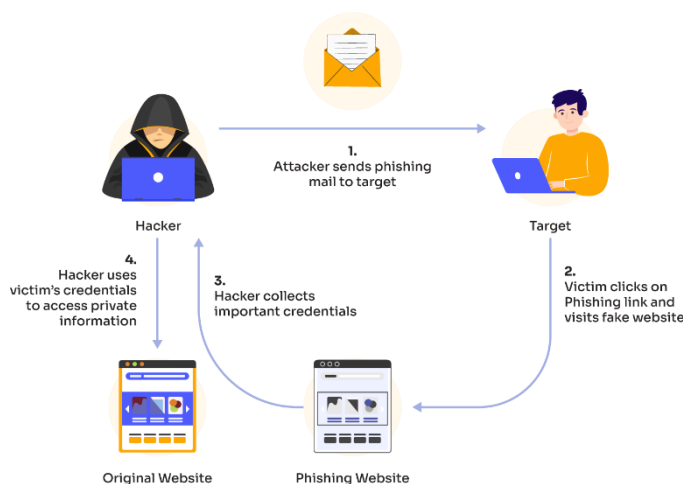 1.
Attacker sends phishing
mail to target
Hacker
Target
4.
Hacker uses
victim's credentials
to access private
information
3.
Hacker collects
important credentials
2.
Victim clicks on
Phishing link and
visits fake website
Original Website
Phishing Website